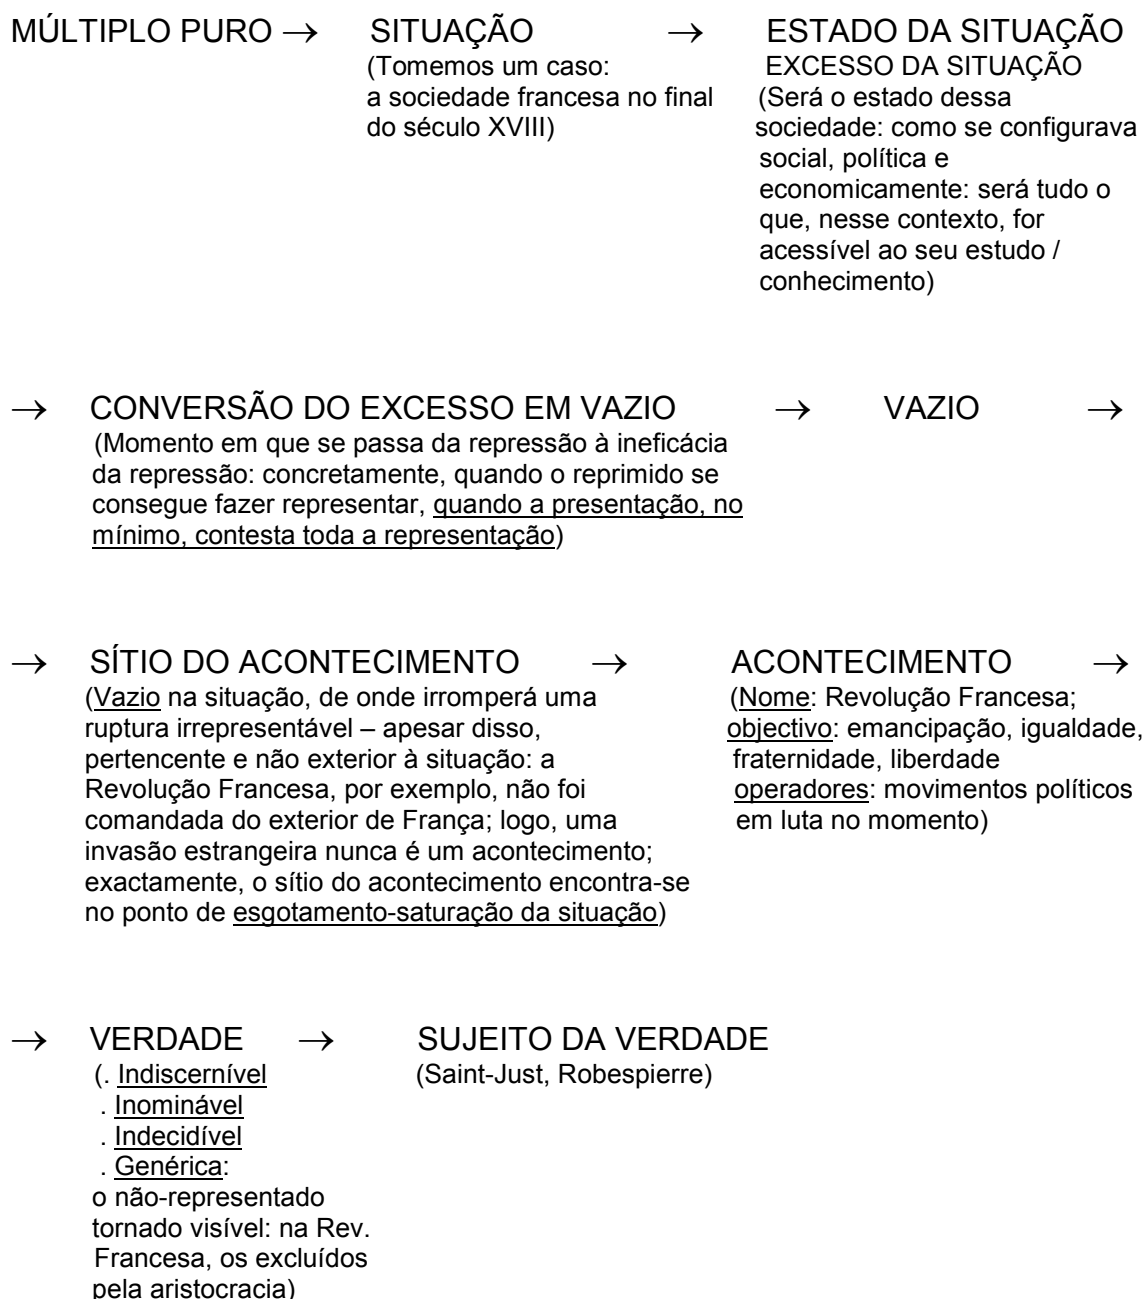 MÚLTIPLO PURO → SITUAÇÃO → ESTADO DA SITUAÇÃO
(Tomemos um caso:
a sociedade francesa no final
do século XVIII)
EXCESSO DA SITUAÇÃO
(Será o estado dessa
sociedade: como se configurava
social, política e
economicamente: será tudo o
que, nesse contexto, for
acessível ao seu estudo /
conhecimento)
→ CONVERSÃO DO EXCESSO EM VAZIO → VAZIO →
(Momento em que se passa da repressão à ineficácia
da repressão: concretamente, quando o reprimido se
consegue fazer representar, quando a presentação, no
mínimo, contesta toda a representação)
→ SÍTIO DO ACONTECIMENTO → ACONTECIMENTO →
(Vazio na situação, de onde irromperá uma
ruptura irrepresentável – apesar disso,
pertencente e não exterior à situação: a
Revolução Francesa, por exemplo, não foi
comandada do exterior de França; logo, uma
invasão estrangeira nunca é um acontecimento;
exactamente, o sítio do acontecimento encontra-se
no ponto de esgotamento-saturação da situação)
(Nome: Revolução Francesa;
objectivo: emancipação, igualdade,
fraternidade, liberdade
operadores: movimentos políticos
em luta no momento)
→ VERDADE → SUJEITO DA VERDADE
(. Indiscernível
. Inominável
. Indecidível
. Genérica:
o não-representado
tornado visível: na Rev.
Francesa, os excluídos
pela aristocracia)
(Saint-Just, Robespierre)